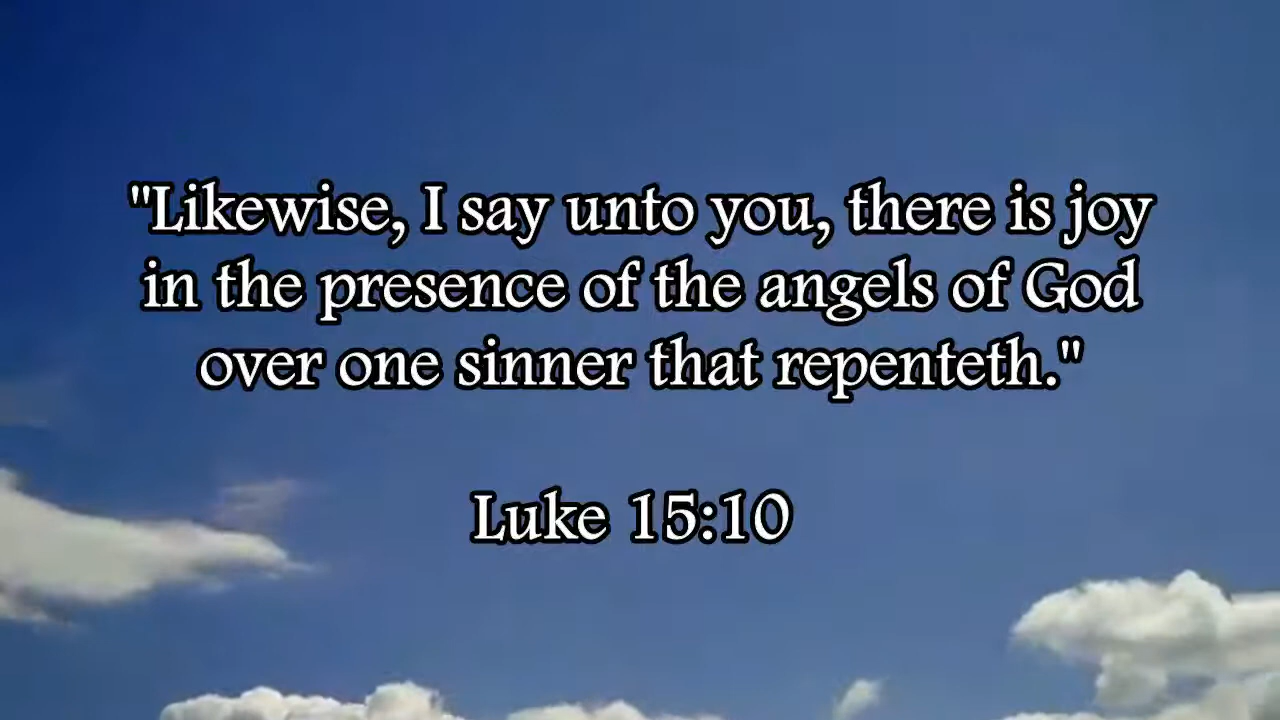 "Likewise, I say unto you, there is joy
in the presence of the angels of God
over one sinner that repenteth."
Luke 15:10